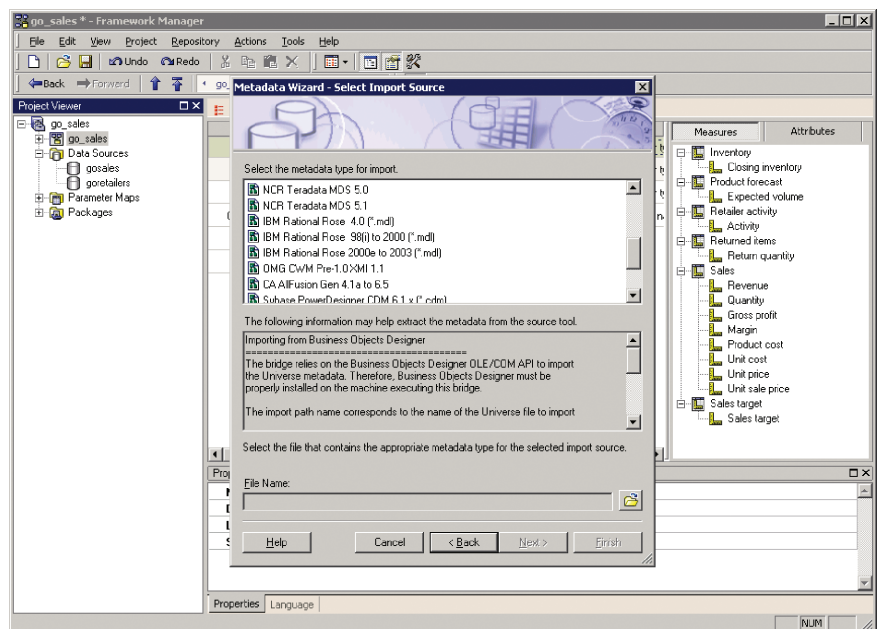 go_sales * - Framework Manager
File Edit View Project Repository Actions Tools Help
Undo Redo
Back Forward go_
Project Viewer
go_sales
go_sales
Data Sources
gosales
goretailers
Parameter Maps
Packages
Metadata Wizard - Select Import Source
Select the metadata type for import.
NCR Teradata MDS 5.0
NCR Teradata MDS 5.1
IBM Rational Rose 4.0 (*.mdl)
IBM Rational Rose 98(i) to 2000 (*.mdl)
IBM Rational Rose 2000e to 2003 (*.mdl)
OMG CWM Pre-1.0 XMI 1.1
CA AllFusion Gen 4.1a to 6.5
Sybase PowerDesigner CDM 6.1.x (*.cdm)
The following information may help extract the metadata from the source tool.
Importing from Business Objects Designer
========================================
The bridge relies on the Business Objects Designer OLE/COM API to import
the Universe metadata. Therefore, Business Objects Designer must be
properly installed on the machine executing this bridge.
The import path name corresponds to the name of the Universe file to import
Select the file that contains the appropriate metadata type for the selected import source.
File Name:
Help Cancel < Back Next > Finish
Measures Attributes
Inventory
Closing inventory
Product forecast
Expected volume
Retailer activity
Activity
Returned items
Return quantity
Sales
Revenue
Quantity
Gross profit
Margin
Product cost
Unit cost
Unit price
Unit sale price
Sales target
Sales target
Properties Language
NUM